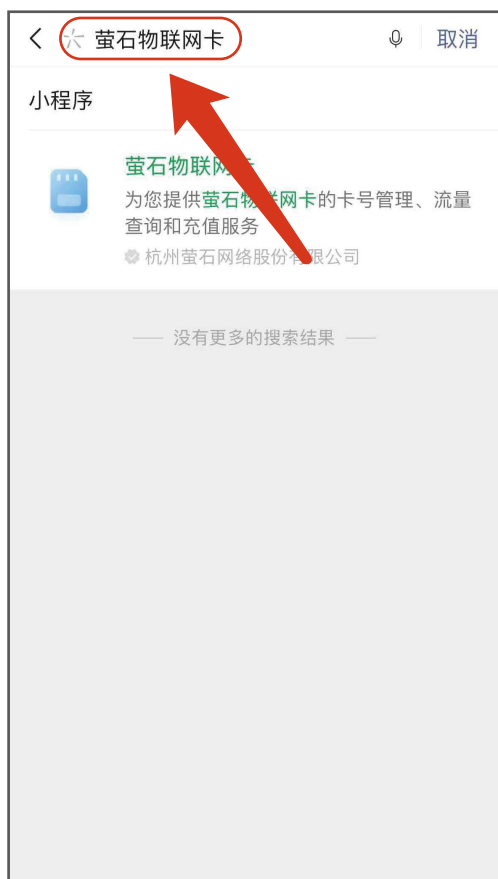 萤石物联网卡
取消
小程序
萤石物联网卡
为您提供萤石物联网卡的卡号管理、流量
查询和充值服务
杭州萤石网络股份有限公司
没有更多的搜索结果